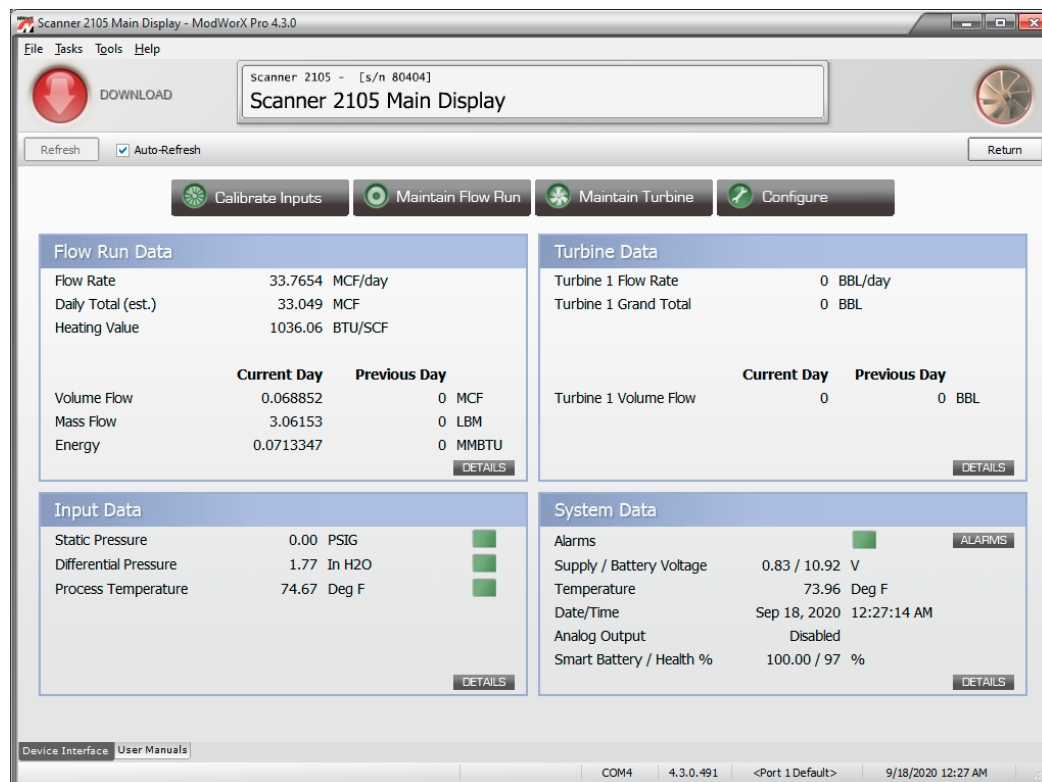 Scanner 2105 Main Display - ModWorX Pro 4.3.0
File Tasks Tools Help
DOWNLOAD
Scanner 2105 - [s/n 80404]
Scanner 2105 Main Display
Refresh Auto-Refresh Return
Calibrate Inputs Maintain Flow Run Maintain Turbine Configure
Flow Run Data
Flow Rate 33.7654 MCF/day
Daily Total (est.) 33.049 MCF
Heating Value 1036.06 BTU/SCF
Current Day Previous Day
Volume Flow 0.068852 0 MCF
Mass Flow 3.06153 0 LBM
Energy 0.0713347 0 MMBTU
DETAILS
Turbine Data
Turbine 1 Flow Rate 0 BBL/day
Turbine 1 Grand Total 0 BBL
Current Day Previous Day
Turbine 1 Volume Flow 0 0 BBL
DETAILS
Input Data
Static Pressure 0.00 PSIG
Differential Pressure 1.77 In H2O
Process Temperature 74.67 Deg F
DETAILS
System Data
Alarms ALARMS
Supply / Battery Voltage 0.83 / 10.92 V
Temperature 73.96 Deg F
Date/Time Sep 18, 2020 12:27:14 AM
Analog Output Disabled
Smart Battery / Health % 100.00 / 97 %
DETAILS
Device Interface User Manuals
COM4 4.3.0.491 <Port 1 Default> 9/18/2020 12:27 AM